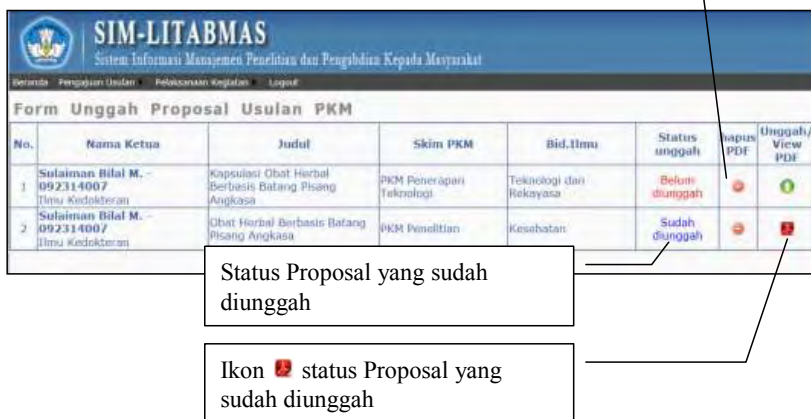 SIM-LITABMAS
Sistem Informasi Manajemen Penelitian dan Pengabdian Kepada Masyarakat
Beranda Pengajuan Usulan Pelaksanaan Kegiatan Logout
Form Unggah Proposal Usulan PKM
No. Nama Ketua Judul Skim PKM Bid.Ilmu Status unggah hapus PDF Unggah/ View PDF
1 Sulaiman Bilal M. - 092314007 Ilmu Kedokteran Kapsulasi Obat Herbal Berbasis Batang Pisang Angkasa PKM Penerapan Teknologi Teknologi dan Rekayasa Belum diunggah
2 Sulaiman Bilal M. - 092314007 Ilmu Kedokteran Obat Herbal Berbasis Batang Pisang Angkasa PKM Penelitian Kesehatan Sudah diunggah
Status Proposal yang sudah
diunggah
Ikon status Proposal yang
sudah diunggah